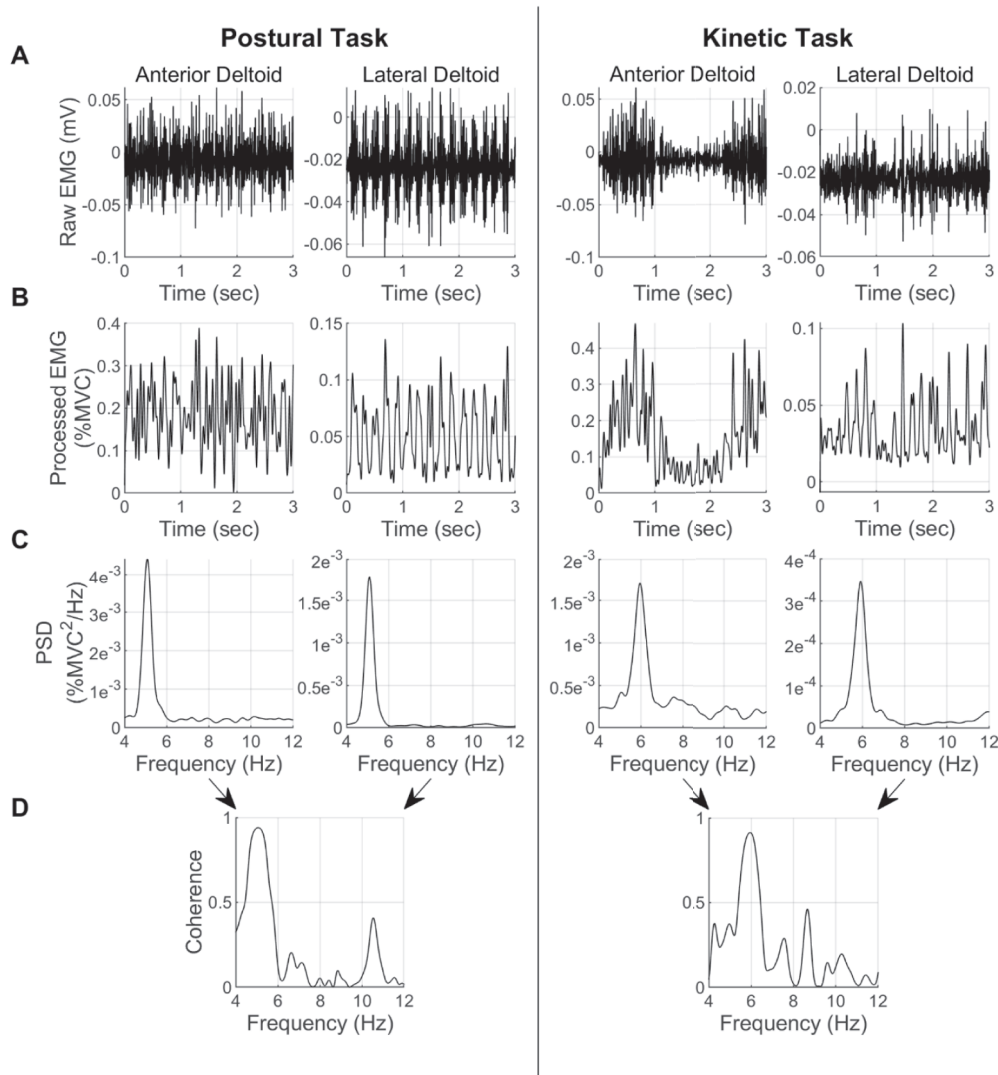 Postural Task
Kinetic Task
A
Anterior Deltoid
Lateral Deltoid
Anterior Deltoid
Lateral Deltoid
Raw EMG (mV)
0.05
0
-0.05
-0.1
0 1 2 3
Time (sec)
0
-0.02
-0.04
-0.06
0 1 2 3
Time (sec)
0.05
0
-0.05
-0.1
0 1 2 3
Time (sec)
0.02
0
-0.02
-0.04
-0.06
0 1 2 3
Time (sec)
B
Processed EMG
(%MVC)
0.4
0.3
0.2
0.1
0
0 1 2 3
Time (sec)
0.15
0.1
0.05
0
0 1 2 3
Time (sec)
0.4
0.3
0.2
0.1
0
0 1 2 3
Time (sec)
0.1
0.05
0
0 1 2 3
Time (sec)
C
PSD
(%MVC²/Hz)
4e⁻³
3e⁻³
2e⁻³
1e⁻³
4 6 8 10 12
Frequency (Hz)
2e⁻³
1.5e⁻³
1e⁻³
0.5e⁻³
0
4 6 8 10 12
Frequency (Hz)
2e⁻³
1.5e⁻³
1e⁻³
0.5e⁻³
0
4 6 8 10 12
Frequency (Hz)
4e⁻⁴
3e⁻⁴
2e⁻⁴
1e⁻⁴
0
4 6 8 10 12
Frequency (Hz)
D
Coherence
1
0.5
0
4 6 8 10 12
Frequency (Hz)
1
0.5
0
4 6 8 10 12
Frequency (Hz)